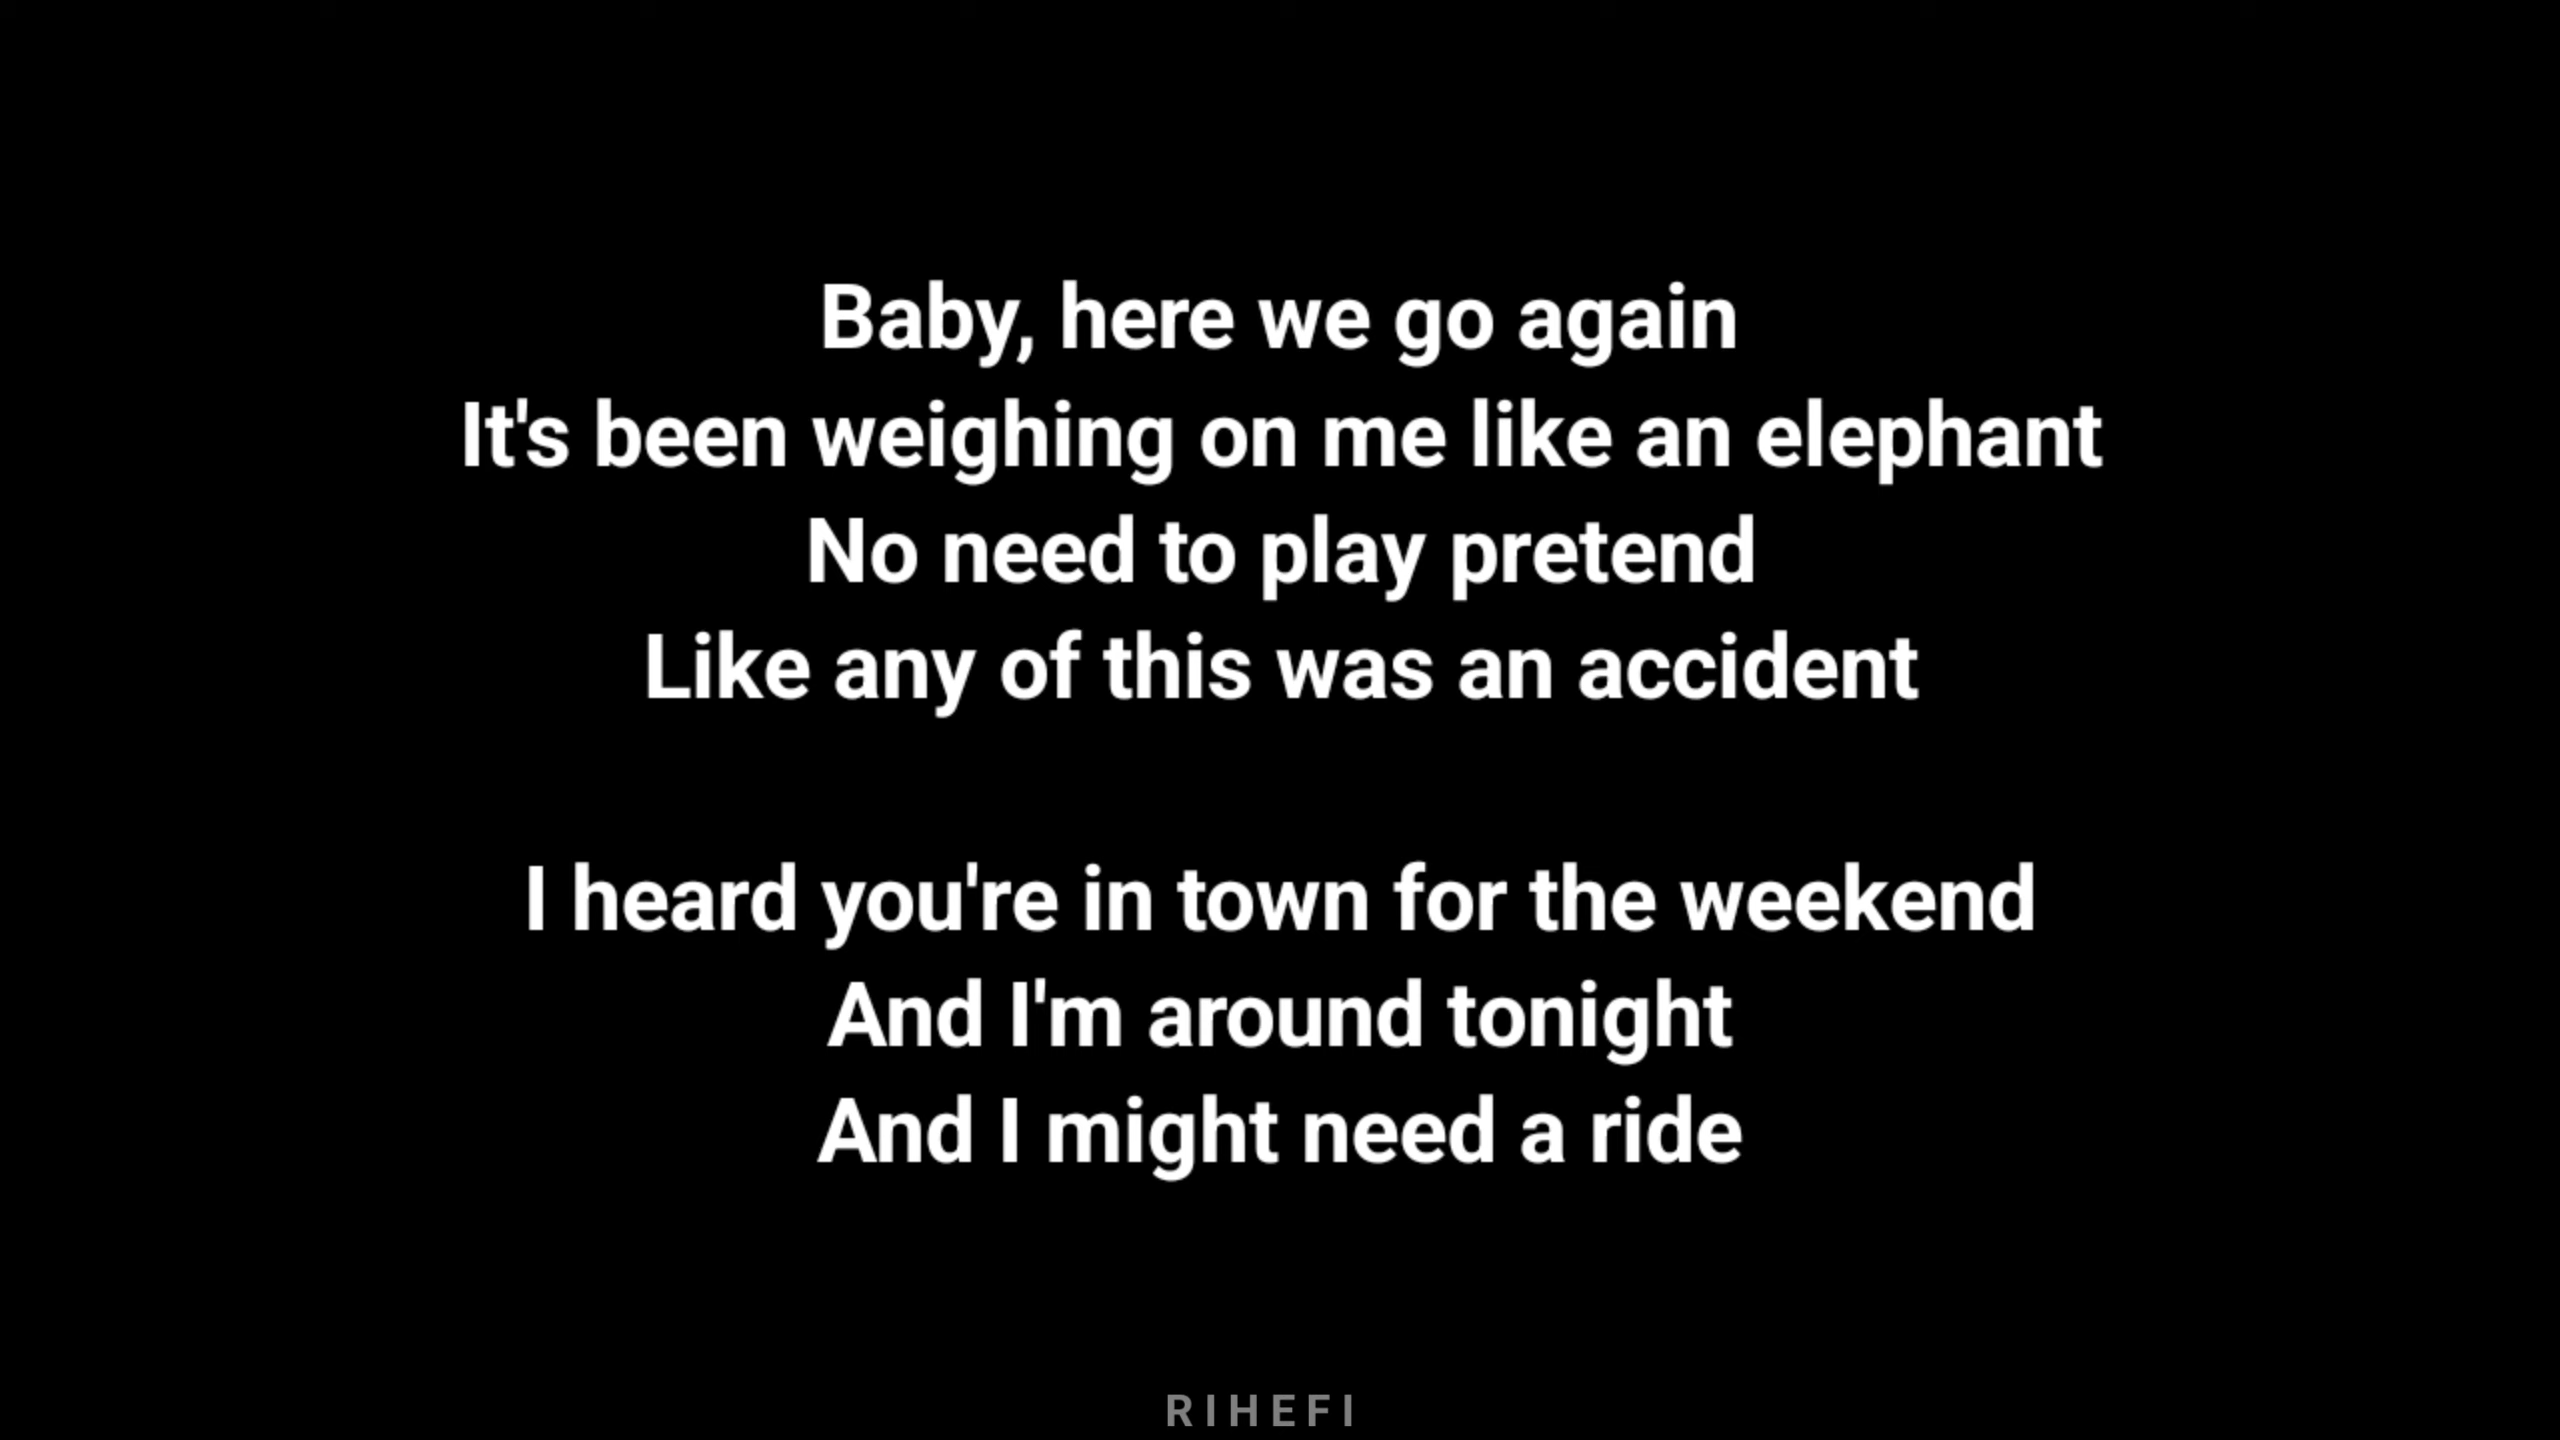 Baby, here we go again
It's been weighing on me like an elephant
No need to play pretend
Like any of this was an accident
I heard you're in town for the weekend
And I'm around tonight
And I might need a ride
RIHEFI